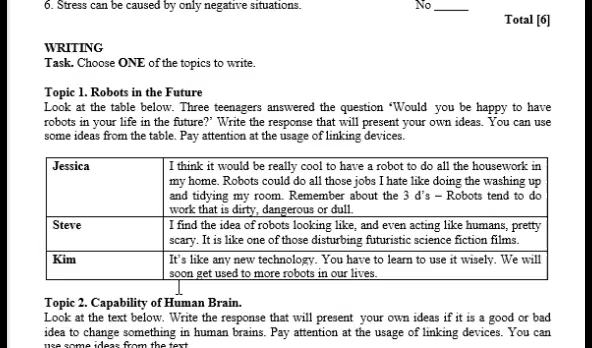 6. Stress can be caused by only negative situations. No _____
Total [6]
WRITING
Task. Choose ONE of the topics to write.
Topic 1. Robots in the Future
Look at the table below. Three teenagers answered the question ‘Would you be happy to have
robots in your life in the future?’ Write the response that will present your own ideas. You can use
some ideas from the table. Pay attention at the usage of linking devices.
Jessica
I think it would be really cool to have a robot to do all the housework in
my home. Robots could do all those jobs I hate like doing the washing up
and tidying my room. Remember about the 3 d’s – Robots tend to do
work that is dirty, dangerous or dull.
Steve
I find the idea of robots looking like, and even acting like humans, pretty
scary. It is like one of those disturbing futuristic science fiction films.
Kim
It’s like any new technology. You have to learn to use it wisely. We will
soon get used to more robots in our lives.
Topic 2. Capability of Human Brain.
Look at the text below. Write the response that will present your own ideas if it is a good or bad
idea to change something in human brains. Pay attention at the usage of linking devices. You can
use some ideas from the text